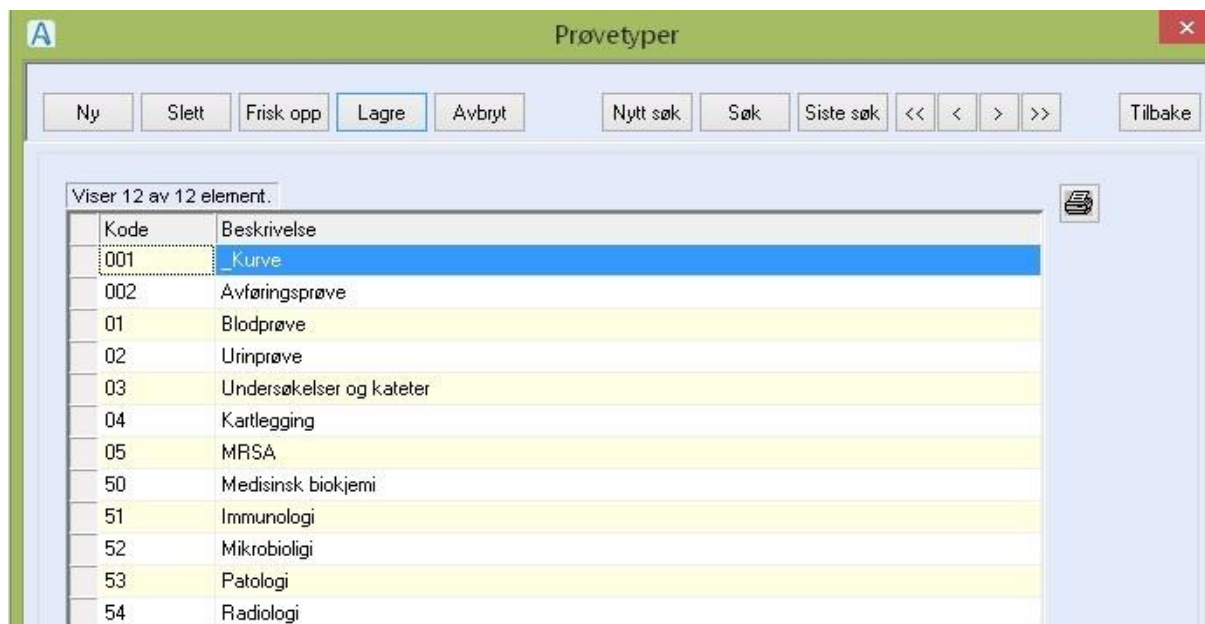 A Prøvetyper ×
Ny Slett Frisk opp Lagre Avbryt Nytt søk Søk Siste søk << < > >> Tilbake
Viser 12 av 12 element.
Kode Beskrivelse
001 _Kurve
002 Avføringsprøve
01 Blodprøve
02 Urinprøve
03 Undersøkelser og kateter
04 Kartlegging
05 MRSA
50 Medisinsk biokjemi
51 Immunologi
52 Mikrobioligi
53 Patologi
54 Radiologi